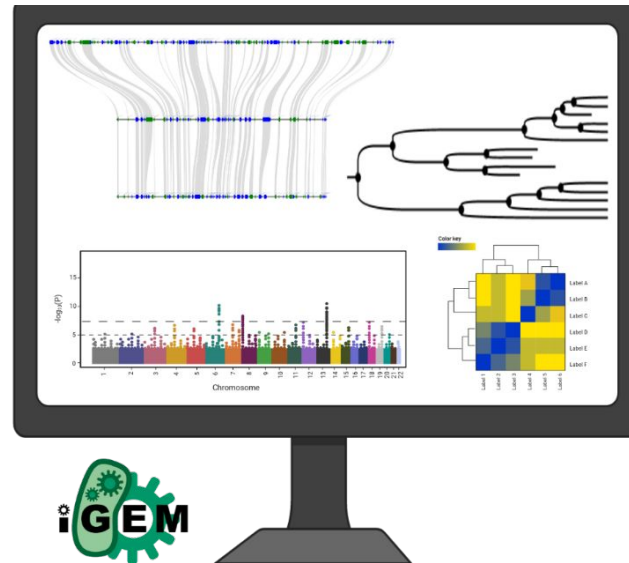 15
10
5
0
-log₁₀(P)
1 2 3 4 5 6 7 8 9 10 11 12 13 14 15 16 17 18 19 20 21 22
Chromosome
Color key
Label A
Label B
Label C
Label D
Label E
Label F
Label 1
Label 2
Label 3
Label 4
Label 5
Label 6
iGEM